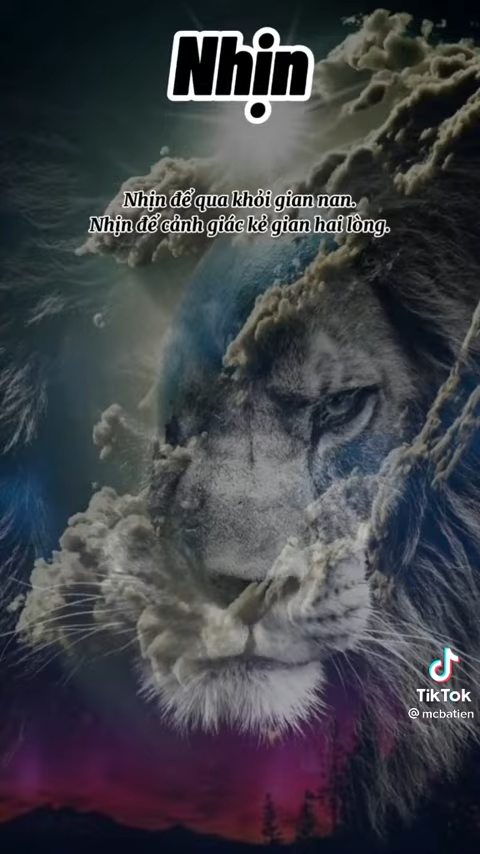 Nhịn
Nhịn để qua khỏi gian nan.
Nhịn để cảnh giác kẻ gian hai lòng.
TikTok
@ mcbatien